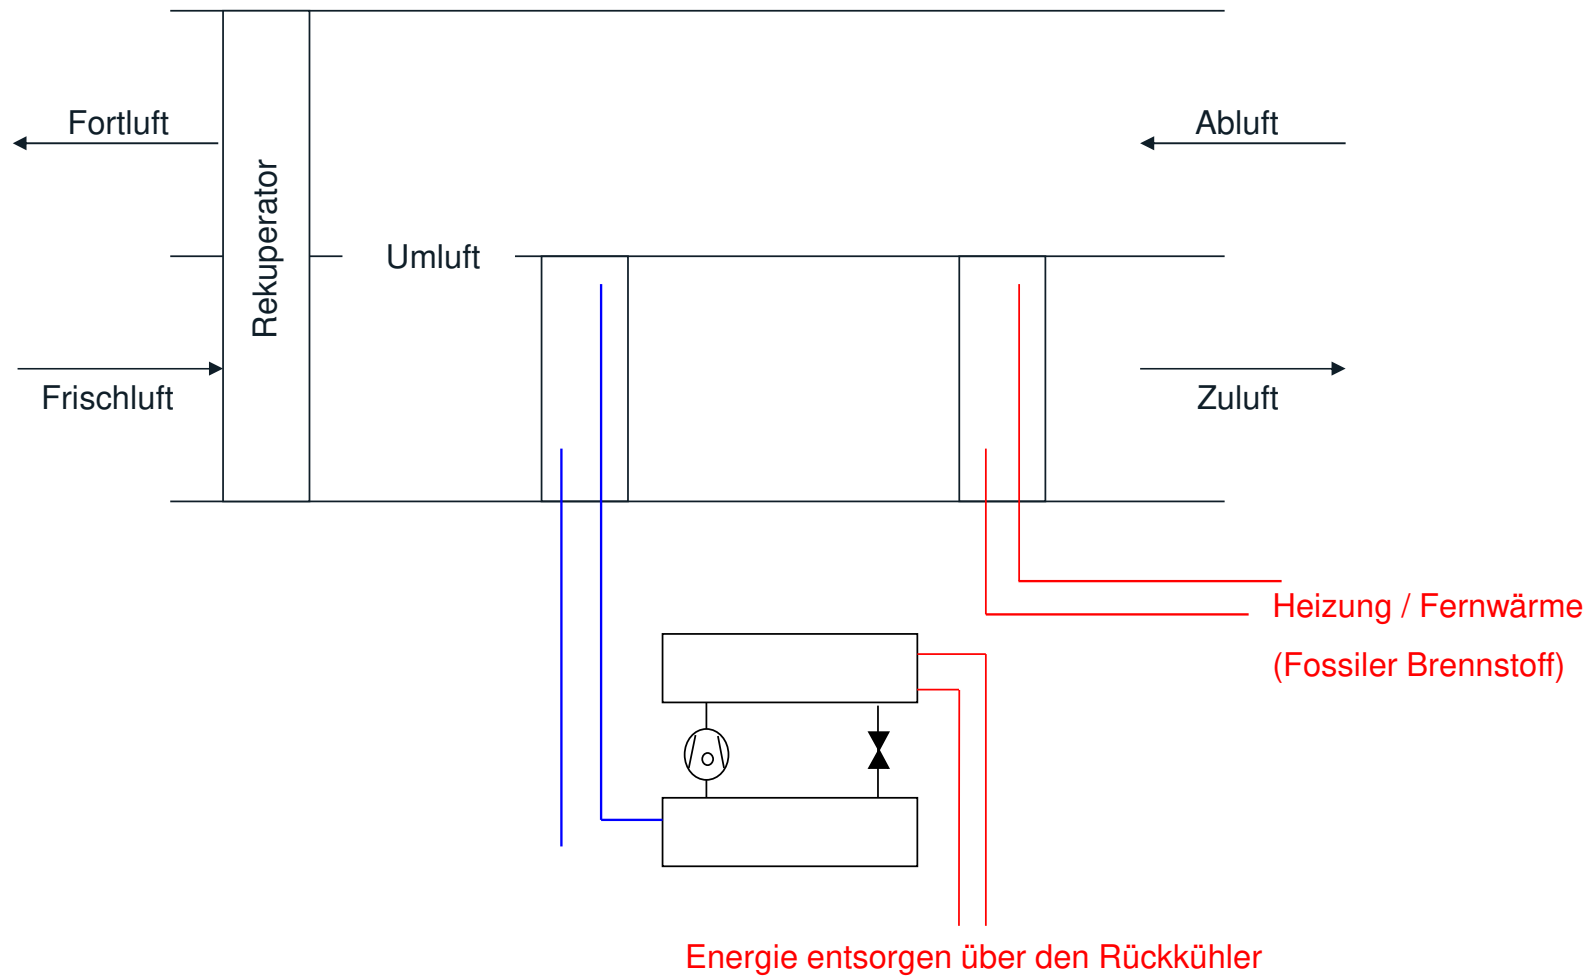 Fortluft
Abluft
Rekuperator
Umluft
Frischluft
Zuluft
Heizung / Fernwärme
(Fossiler Brennstoff)
Energie entsorgen über den Rückkühler